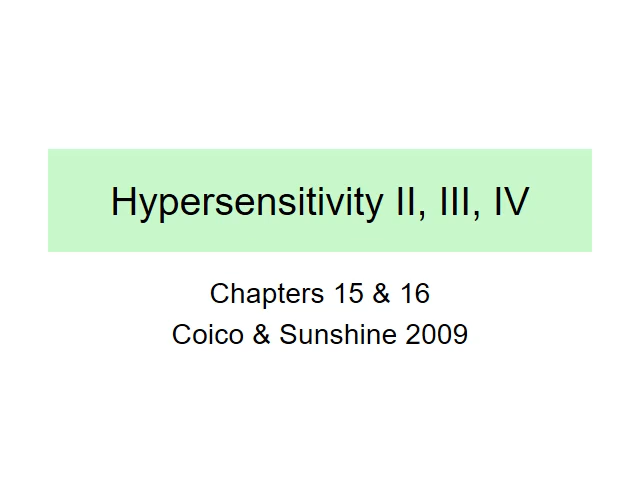 Hypersensitivity II, III, IV
Chapters 15 & 16
Coico & Sunshine 2009